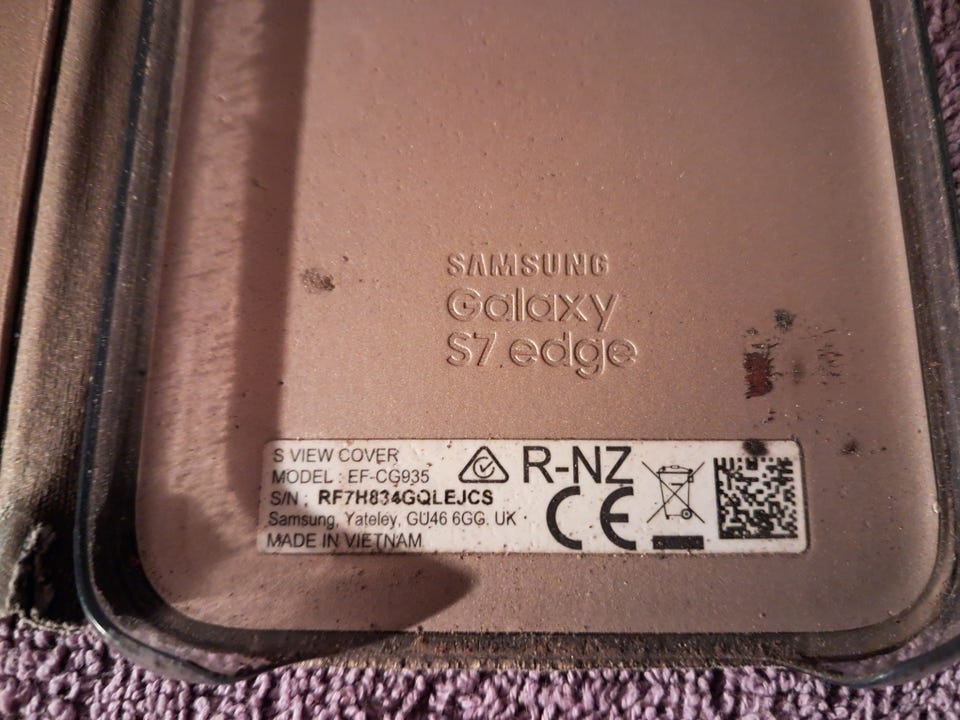 SAMSUNG
Galaxy
S7 edge
S VIEW COVER
MODEL : EF-CG935
S/N : RF7H834GQLEJCS
Samsung, Yateley, GU46 6GG. UK
MADE IN VIETNAM
R-NZ
CE